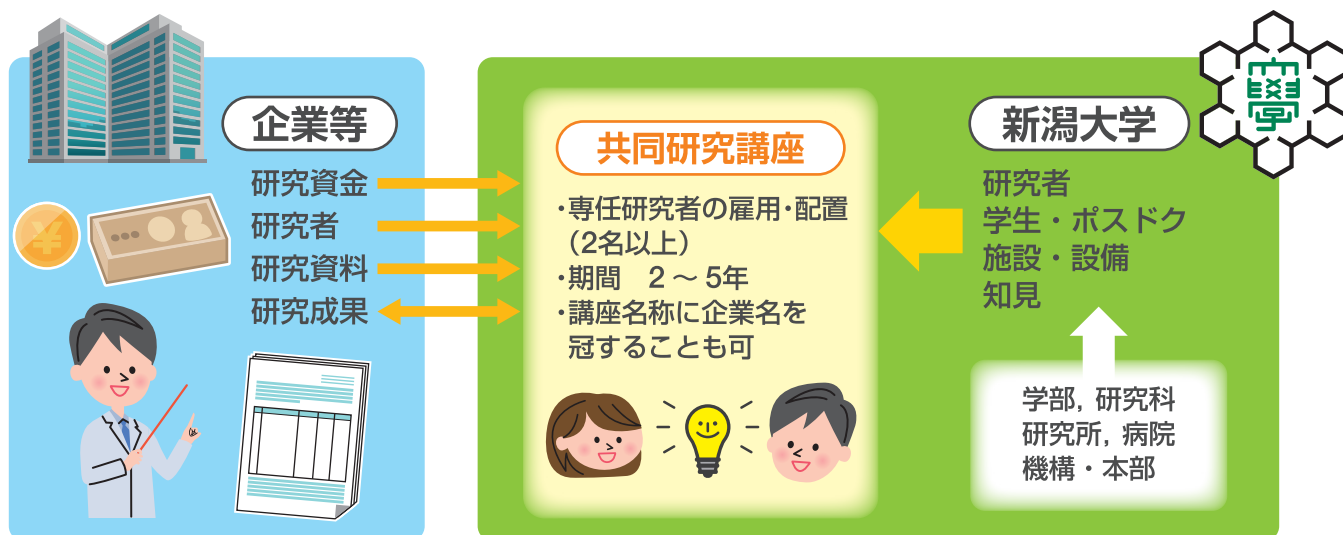 企業等
研究資金
研究者
研究資料
研究成果
¥
共同研究講座
・専任研究者の雇用・配置
（2名以上）
・期間　2 ～ 5年
・講座名称に企業名を
冠することも可
新潟大学
研究者
学生・ポスドク
施設・設備
知見
学部, 研究科
研究所, 病院
機構・本部
大學